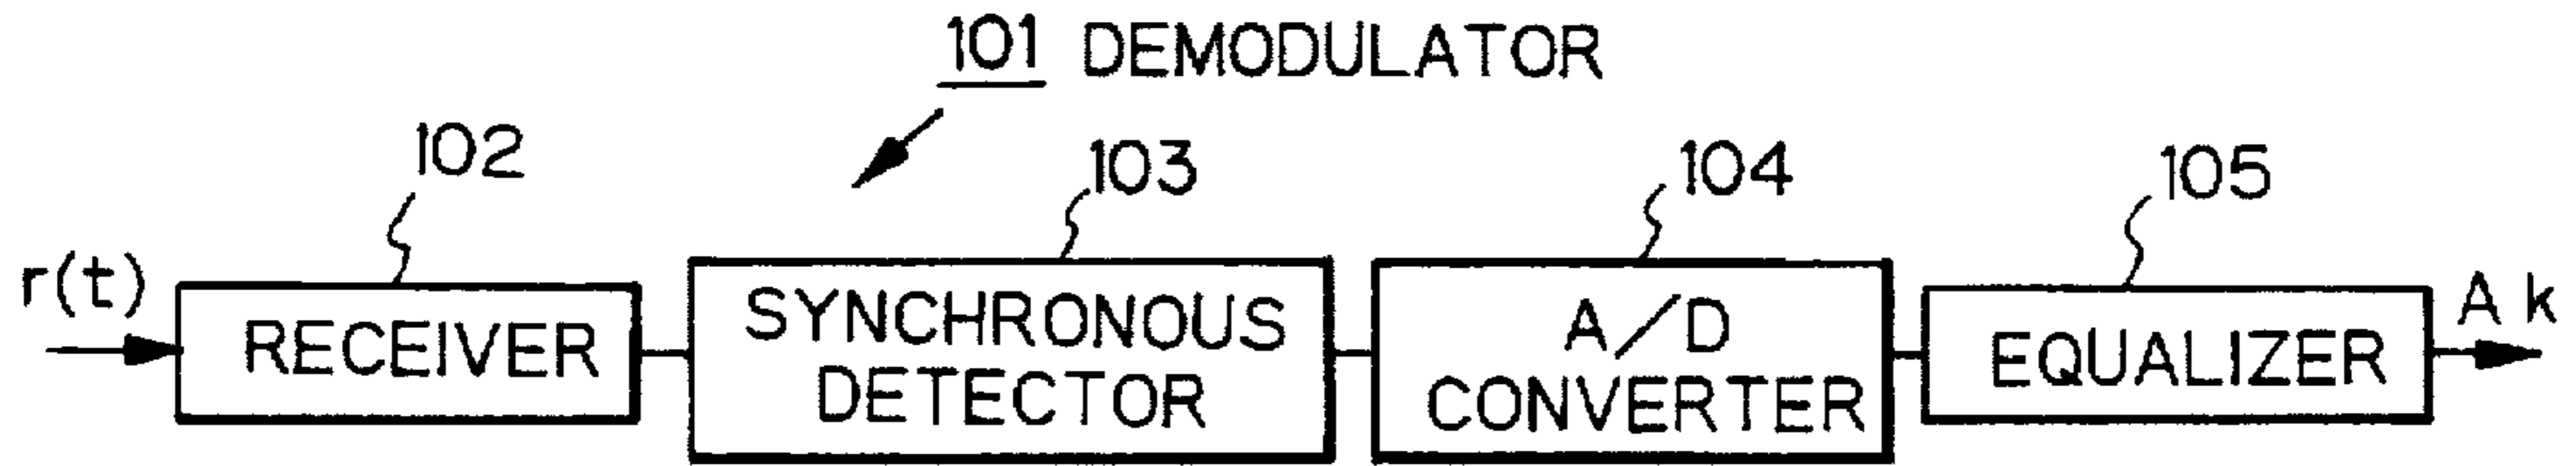 101 DEMODULATOR
102
103
104
105
r(t)
RECEIVER
SYNCHRONOUS
DETECTOR
A/D
CONVERTER
EQUALIZER
A k